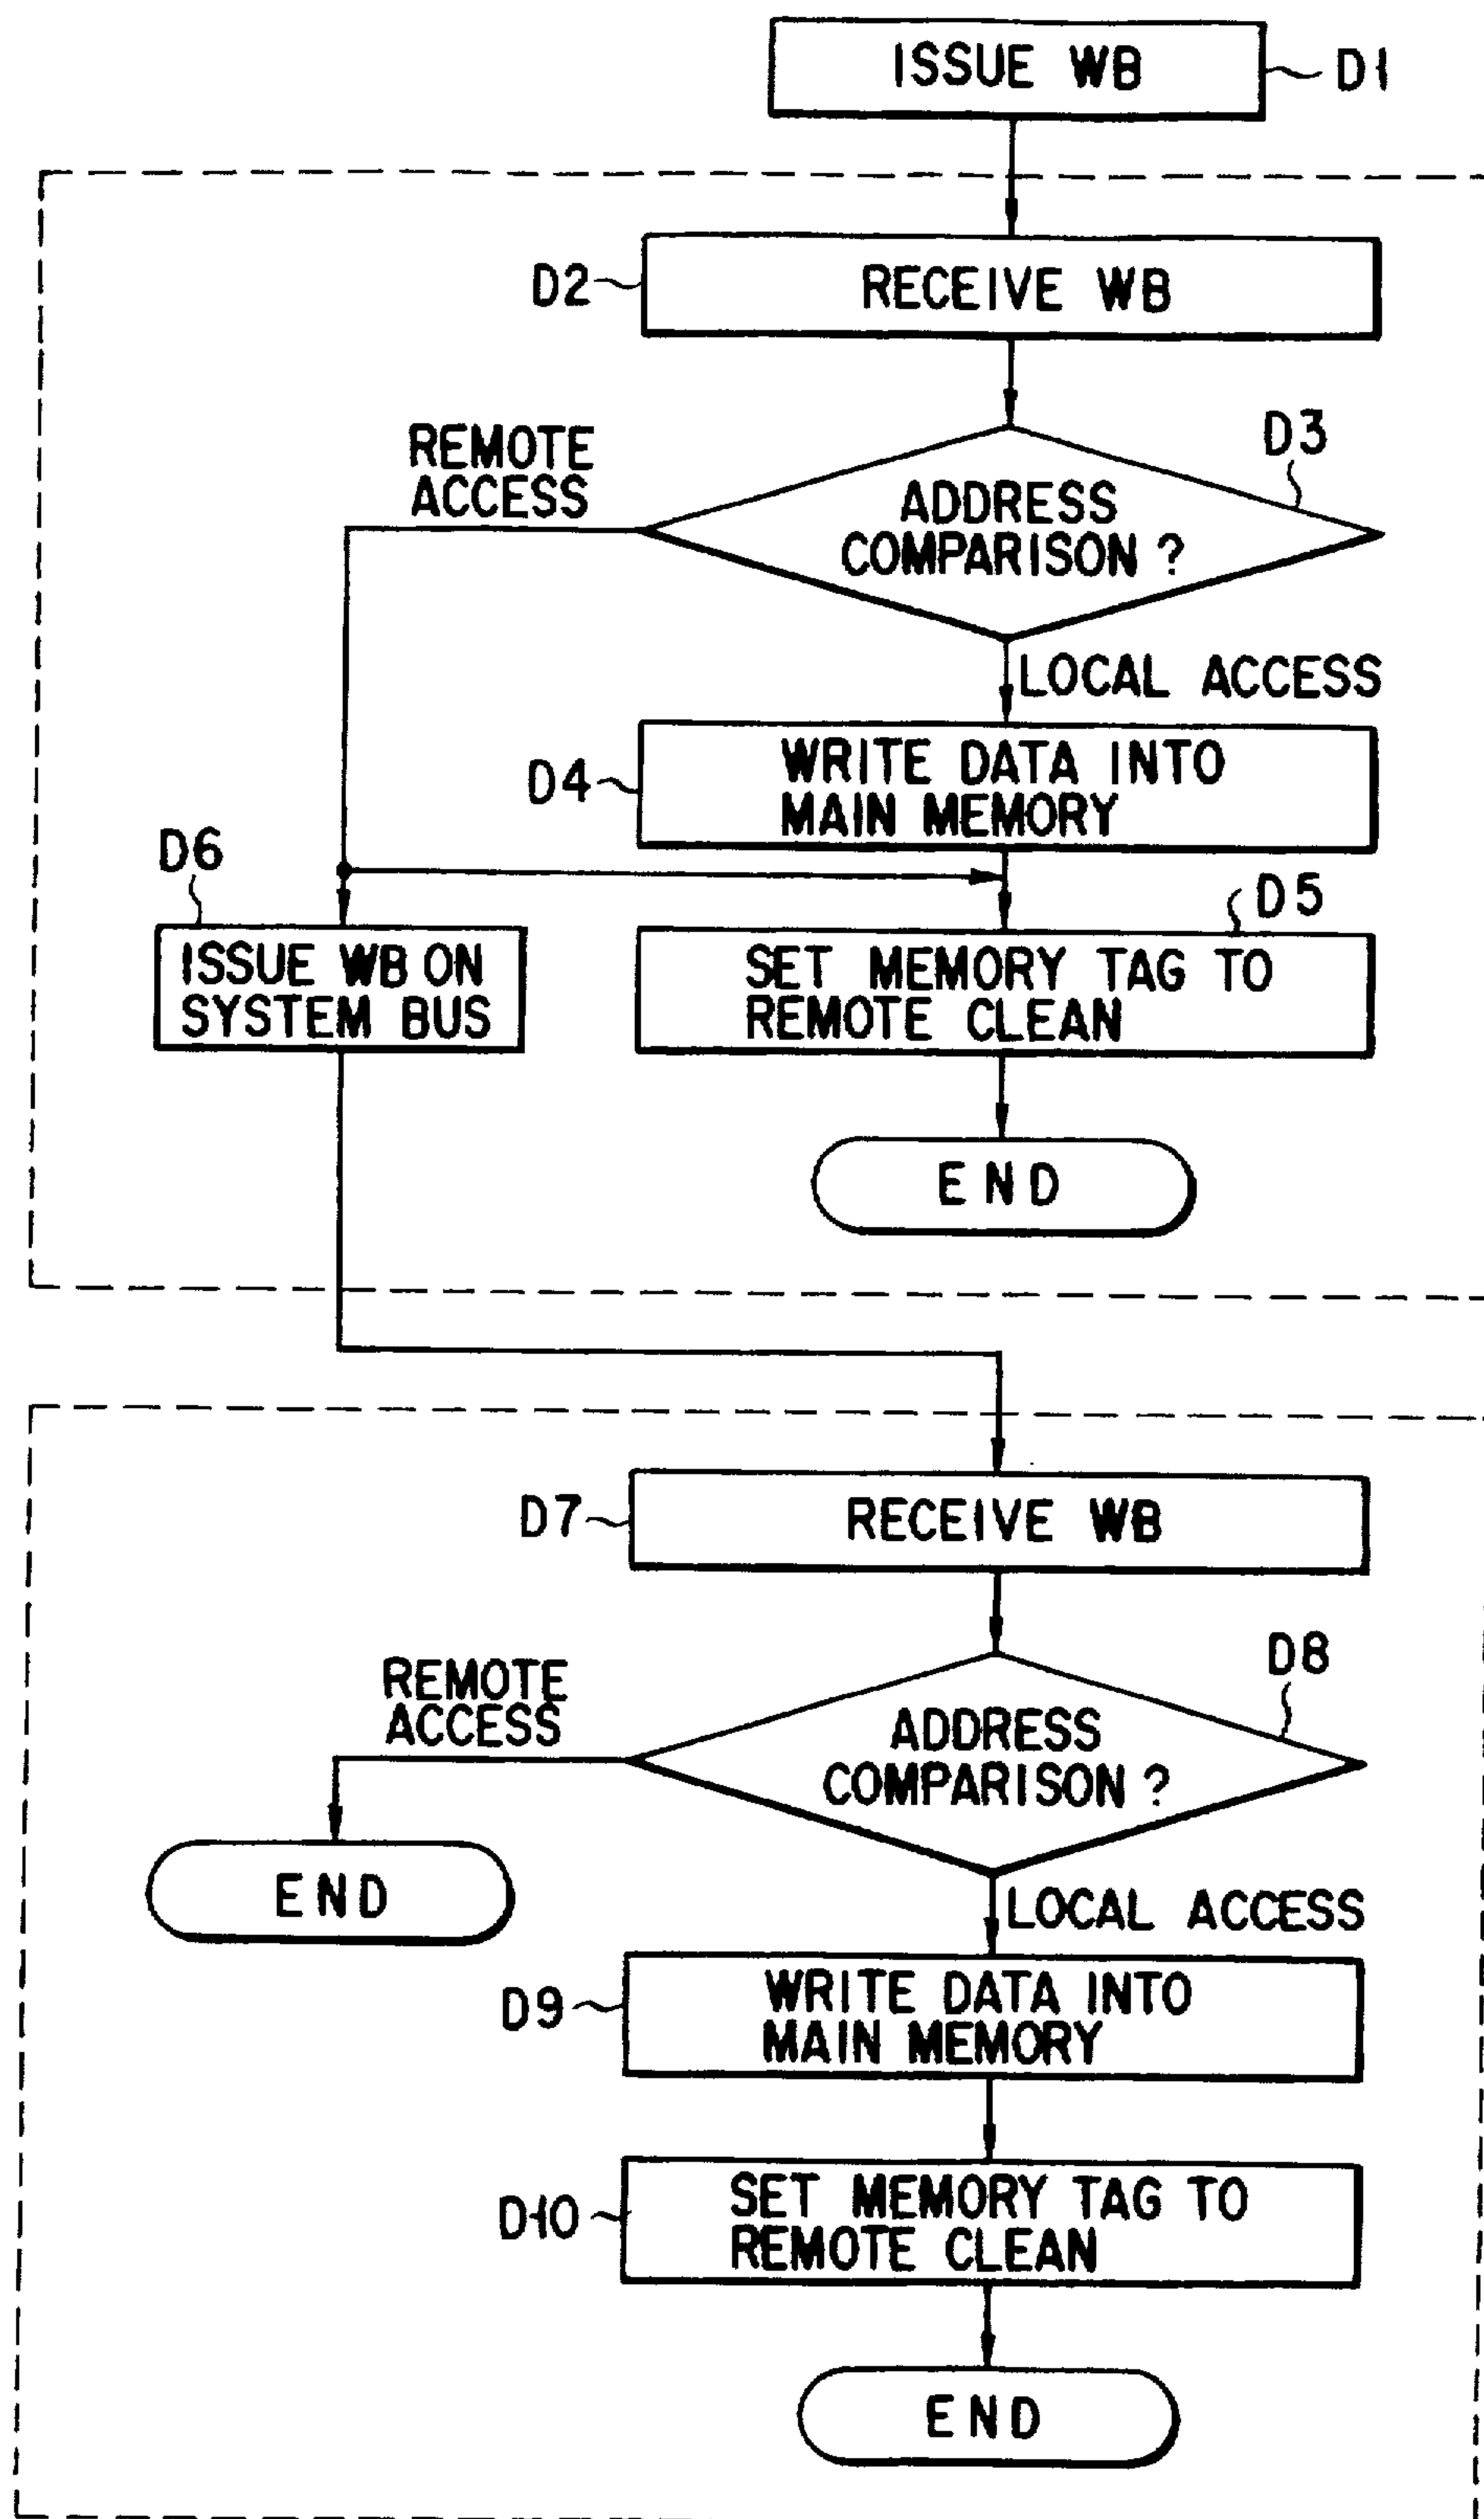 ISSUE WB
D1
D2
RECEIVE WB
D3
REMOTE
ACCESS
ADDRESS
COMPARISON ?
LOCAL ACCESS
D4
WRITE DATA INTO
MAIN MEMORY
D6
D5
ISSUE WB ON
SYSTEM BUS
SET MEMORY TAG TO
REMOTE CLEAN
END
D7
RECEIVE WB
D8
REMOTE
ACCESS
ADDRESS
COMPARISON ?
END
LOCAL ACCESS
D9
WRITE DATA INTO
MAIN MEMORY
D10
SET MEMORY TAG TO
REMOTE CLEAN
END